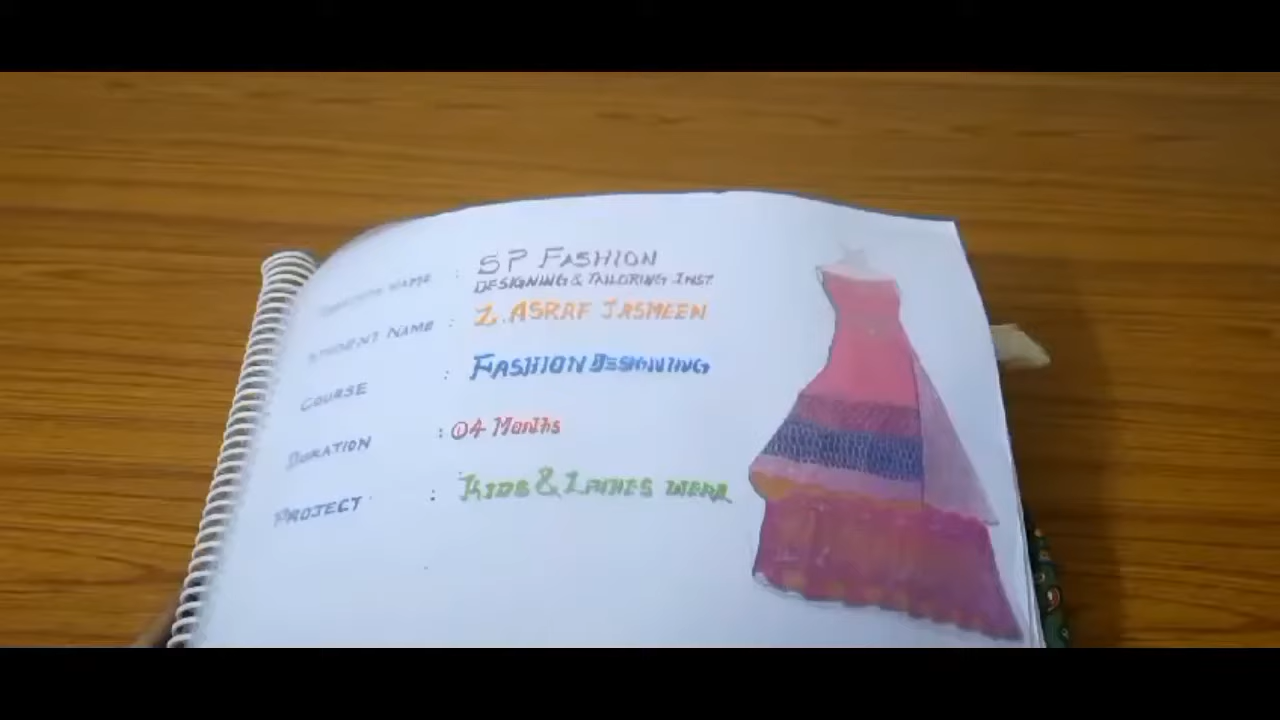 NAME : SP FASHION
DESIGNING & TAILORING INST
STUDENT NAME : Z. ASRAF JASMEEN
COURSE : FASHION DESIGNING
DURATION : 04 Months
PROJECT : KIDS & LADIES WEAR